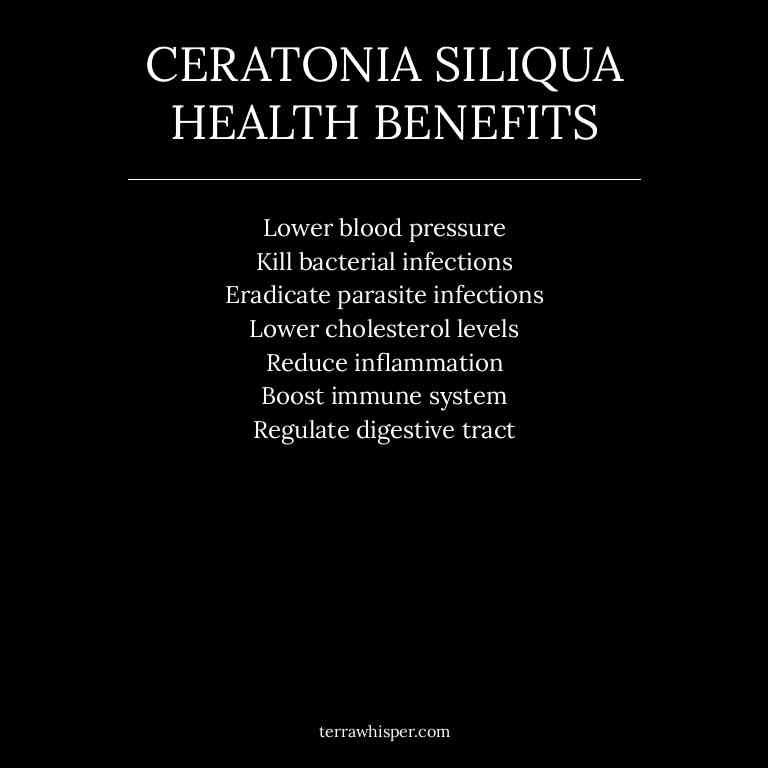 CERATONIA SILIQUA
HEALTH BENEFITS
Lower blood pressure
Kill bacterial infections
Eradicate parasite infections
Lower cholesterol levels
Reduce inflammation
Boost immune system
Regulate digestive tract
terrawhisper.com